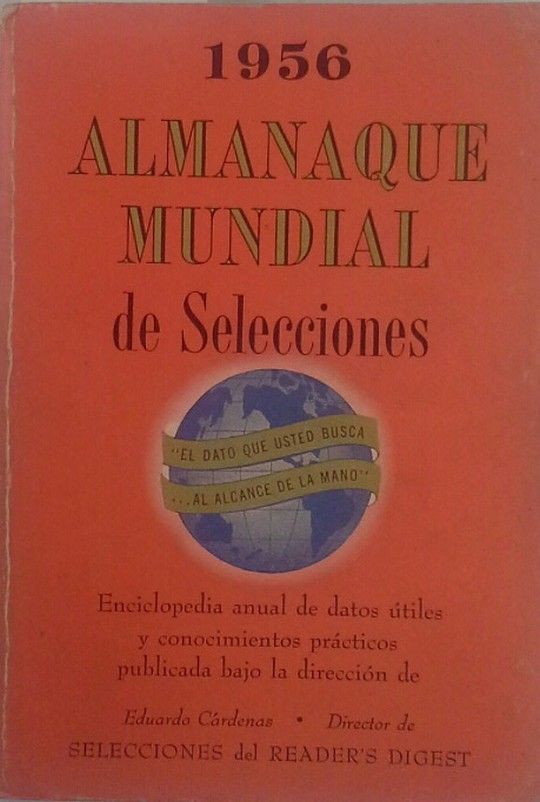 1956
ALMANAQUE
MUNDIAL
de Selecciones
"EL DATO QUE USTED BUSCA
...AL ALCANCE DE LA MANO"
Enciclopedia anual de datos útiles
y conocimientos prácticos
publicada bajo la dirección de
Eduardo Cárdenas • Director de
SELECCIONES del READER'S DIGEST